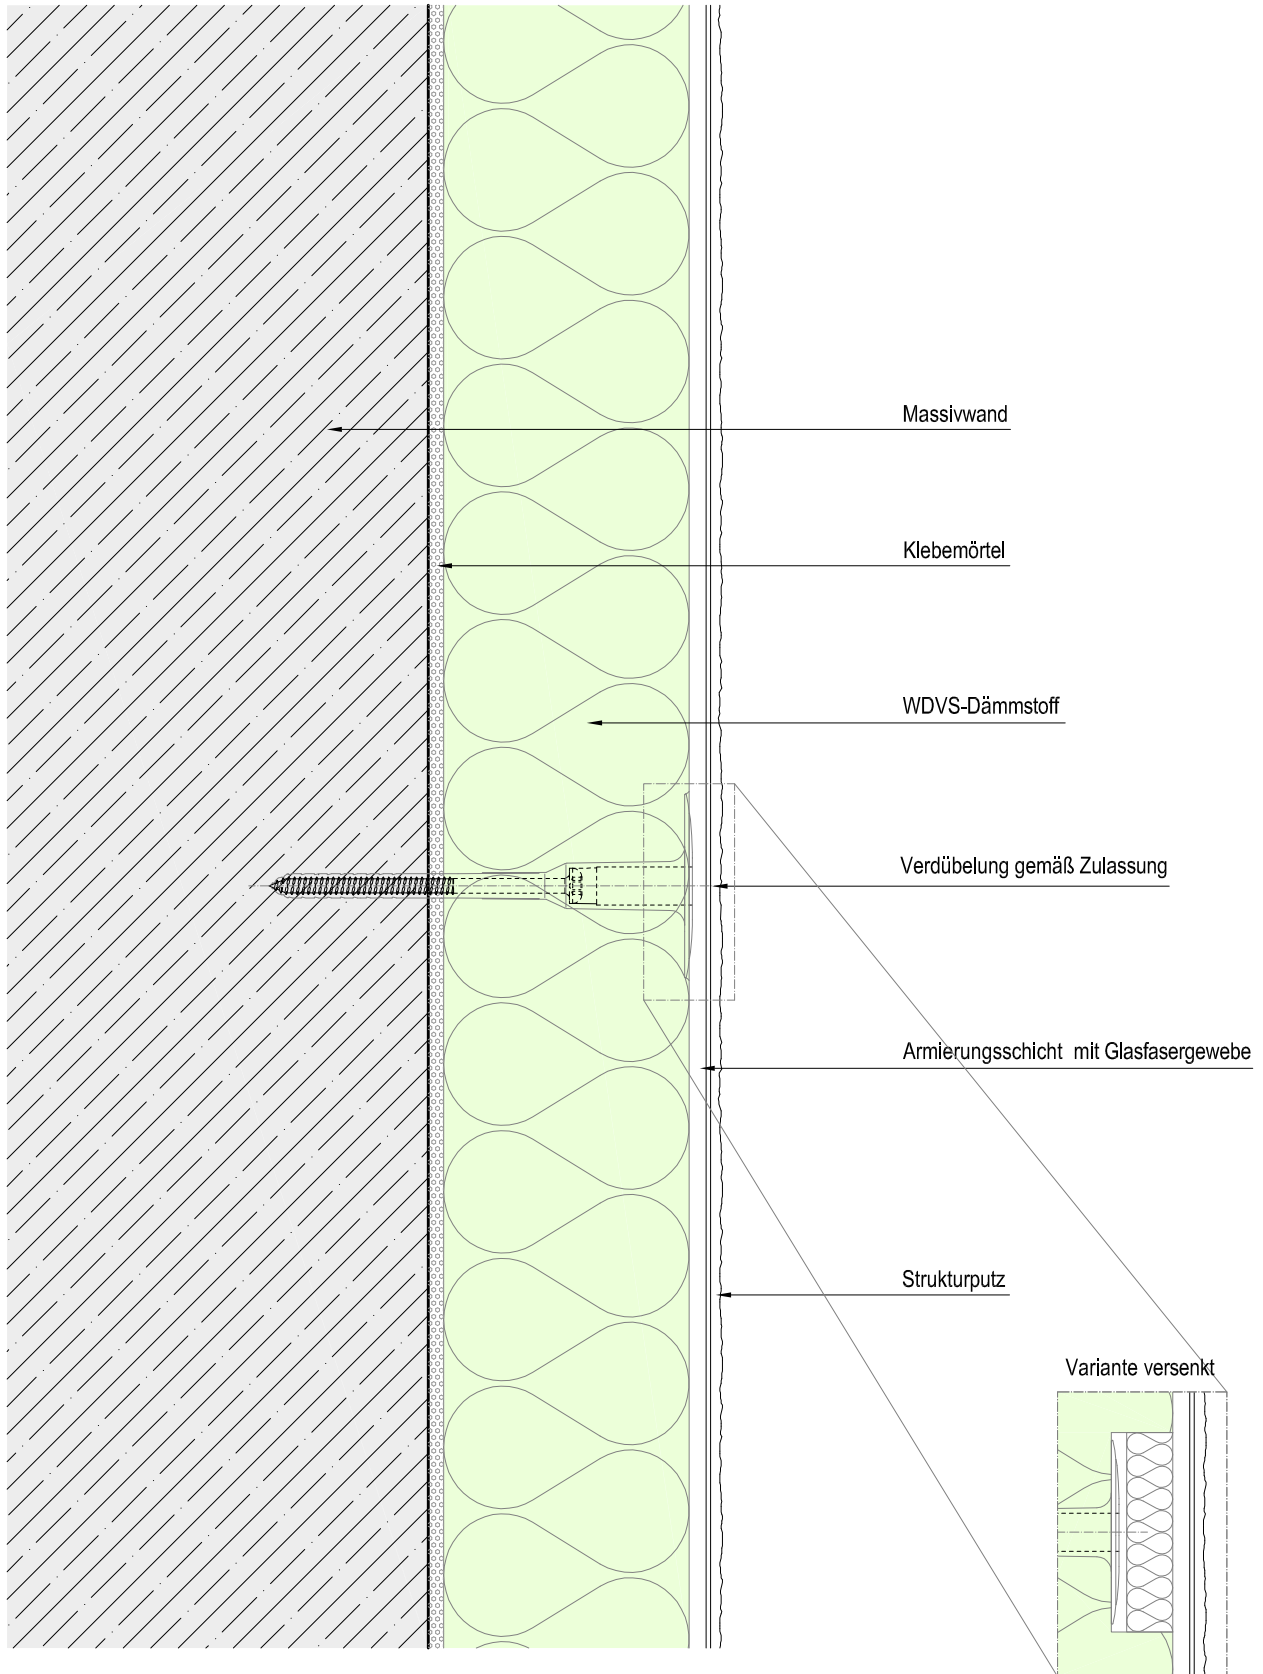 Massivwand
Klebemörtel
WDVS-Dämmstoff
Verdübelung gemäß Zulassung
Armierungsschicht mit Glasfasergewebe
Strukturputz
Variante versenkt